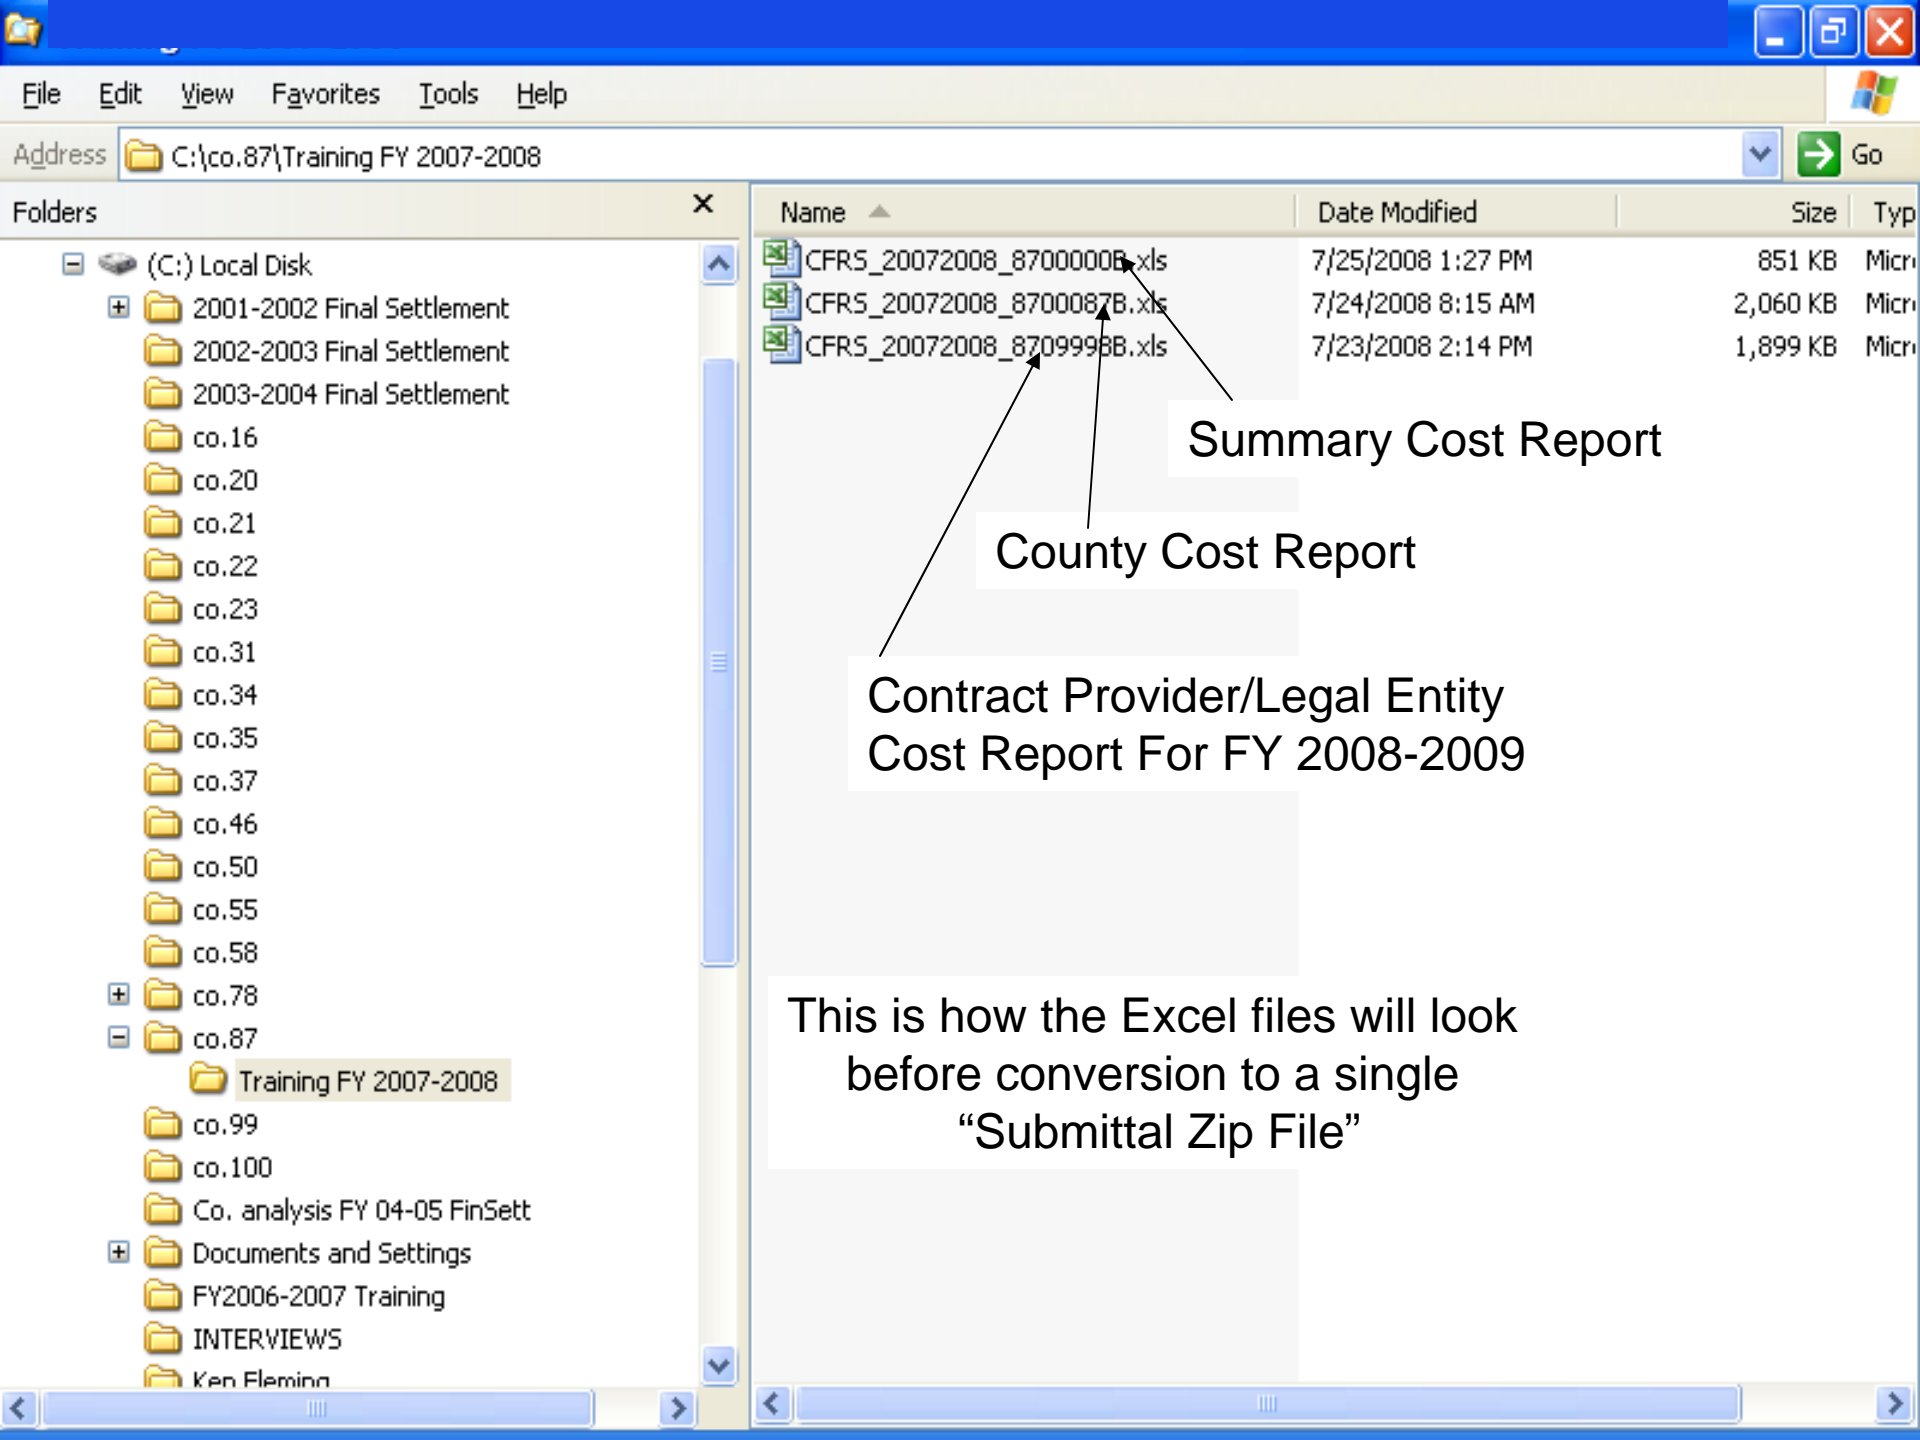 File Edit View Favorites Tools Help
Address C:\co.87\Training FY 2007-2008 Go
Folders
(C:) Local Disk
2001-2002 Final Settlement
2002-2003 Final Settlement
2003-2004 Final Settlement
co.16
co.20
co.21
co.22
co.23
co.31
co.34
co.35
co.37
co.46
co.50
co.55
co.58
co.78
co.87
Training FY 2007-2008
co.99
co.100
Co. analysis FY 04-05 FinSett
Documents and Settings
FY2006-2007 Training
INTERVIEWS
Ken Fleming
Name Date Modified Size Typ
CFRS_20072008_8700000B.xls 7/25/2008 1:27 PM 851 KB Micr
CFRS_20072008_8700087B.xls 7/24/2008 8:15 AM 2,060 KB Micr
CFRS_20072008_8709998B.xls 7/23/2008 2:14 PM 1,899 KB Micr
Summary Cost Report
County Cost Report
Contract Provider/Legal Entity
Cost Report For FY 2008-2009
This is how the Excel files will look
before conversion to a single
“Submittal Zip File”